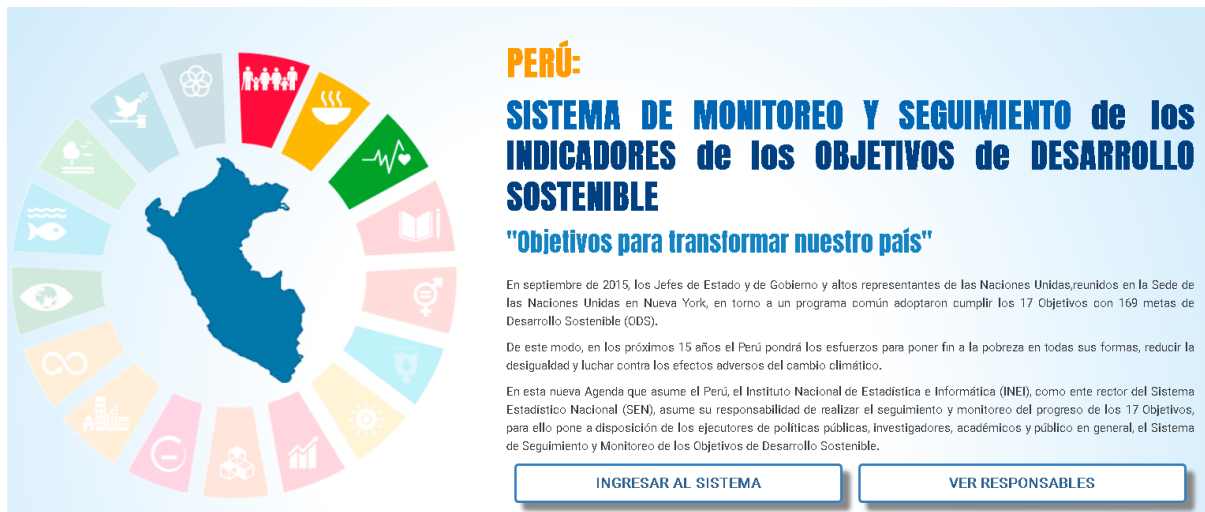 PERÚ:
SISTEMA DE MONITOREO Y SEGUIMIENTO de los
INDICADORES de los OBJETIVOS de DESARROLLO
SOSTENIBLE
"Objetivos para transformar nuestro país"
En septiembre de 2015, los Jefes de Estado y de Gobierno y altos representantes de las Naciones Unidas,reunidos en la Sede de
las Naciones Unidas en Nueva York, en torno a un programa común adoptaron cumplir los 17 Objetivos con 169 metas de
Desarrollo Sostenible (ODS).
De este modo, en los próximos 15 años el Perú pondrá los esfuerzos para poner fin a la pobreza en todas sus formas, reducir la
desigualdad y luchar contra los efectos adversos del cambio climático.
En esta nueva Agenda que asume el Perú, el Instituto Nacional de Estadística e Informática (INEI), como ente rector del Sistema
Estadístico Nacional (SEN), asume su responsabilidad de realizar el seguimiento y monitoreo del progreso de los 17 Objetivos,
para ello pone a disposición de los ejecutores de políticas públicas, investigadores, académicos y público en general, el Sistema
de Seguimiento y Monitoreo de los Objetivos de Desarrollo Sostenible.
INGRESAR AL SISTEMA
VER RESPONSABLES